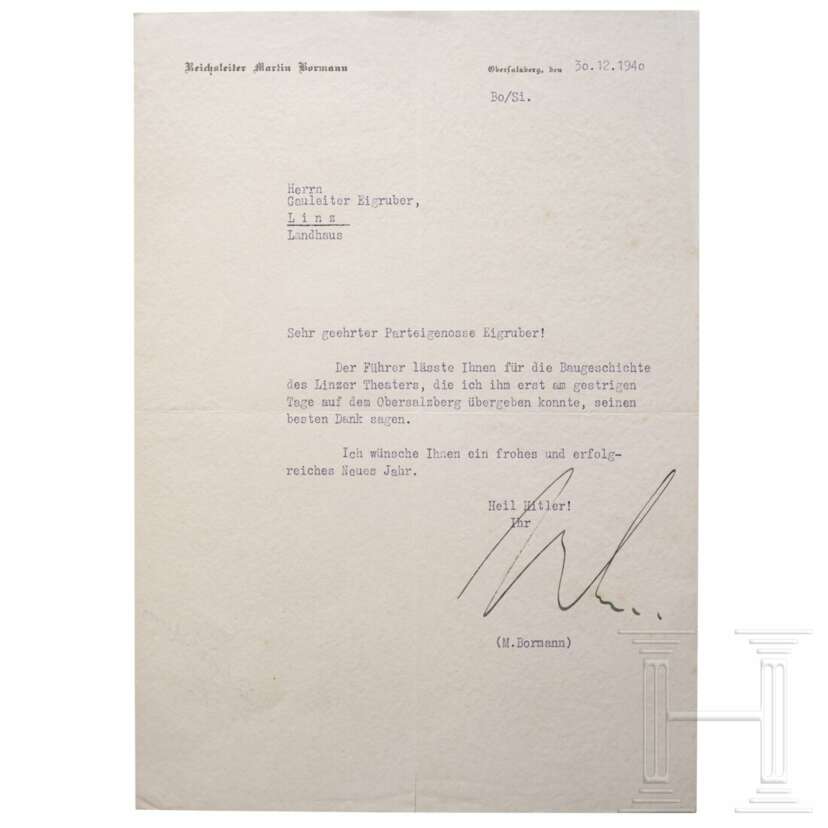 Reichsleiter Martin Bormann
Obersalzberg, den 30.12.1940
Bo/Si.
Herrn
Gauleiter Eigruber,
Linz
Landhaus
Sehr geehrter Parteigenosse Eigruber!
Der Führer lässte Ihnen für die Baugeschichte
des Linzer Theaters, die ich ihm erst am gestrigen
Tage auf dem Obersalzberg übergeben konnte, seinen
besten Dank sagen.
Ich wünsche Ihnen ein frohes und erfolg-
reiches Neues Jahr.
Heil Hitler!
Ihr
(M.Bormann)